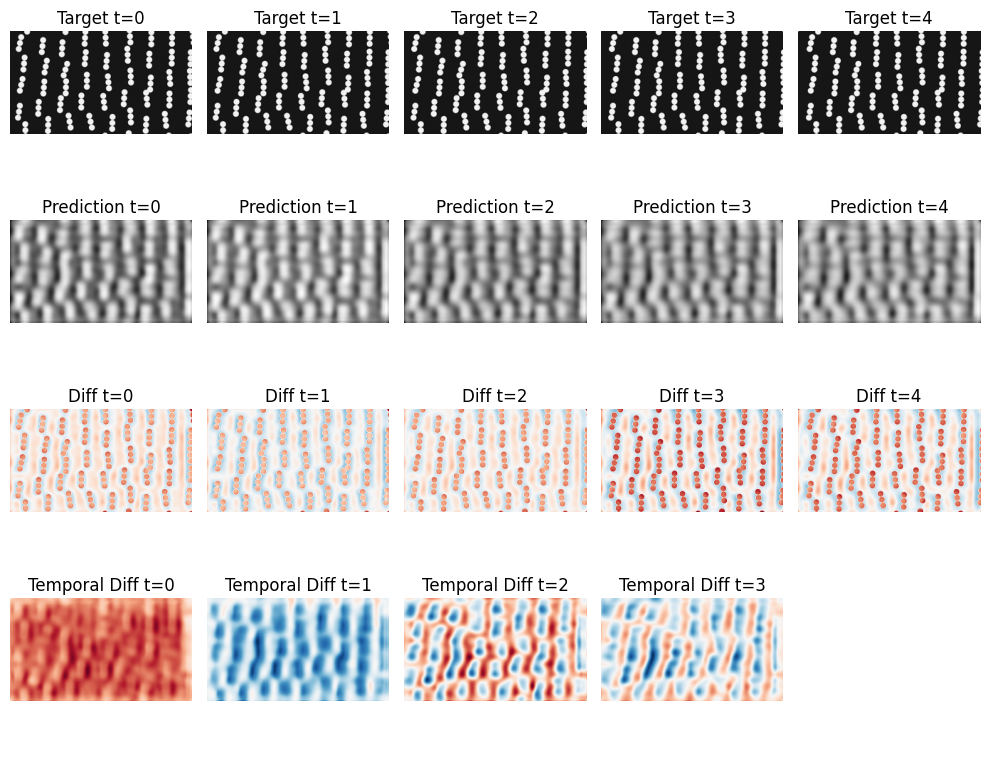 Target t=0 Target t=1 Target t=2 Target t=3 Target t=4
Prediction t=0 Prediction t=1 Prediction t=2 Prediction t=3 Prediction t=4
Diff t=0 Diff t=1 Diff t=2 Diff t=3 Diff t=4
Temporal Diff t=0 Temporal Diff t=1 Temporal Diff t=2 Temporal Diff t=3